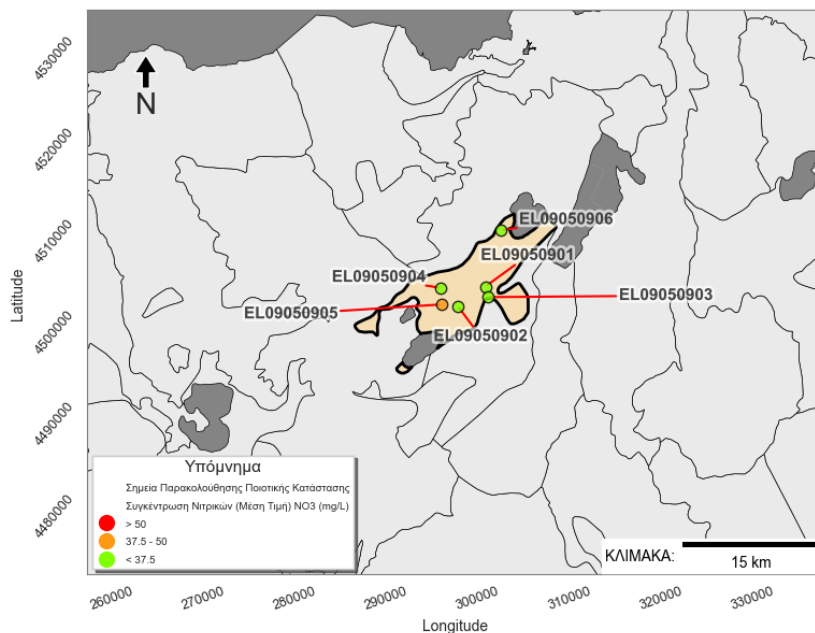 4530000
4520000
4510000
4500000
4490000
4480000
Latitude
N
EL09050906
EL09050901
EL09050904
EL09050903
EL09050905
EL09050902
Υπόμνημα
Σημεία Παρακολούθησης Ποιοτικής Κατάστασης
Συγκέντρωση Νιτρικών (Μέση Τιμή) NO3 (mg/L)
> 50
37.5 - 50
< 37.5
ΚΛΙΜΑΚΑ:
15 km
260000
270000
280000
290000
300000
310000
320000
330000
Longitude